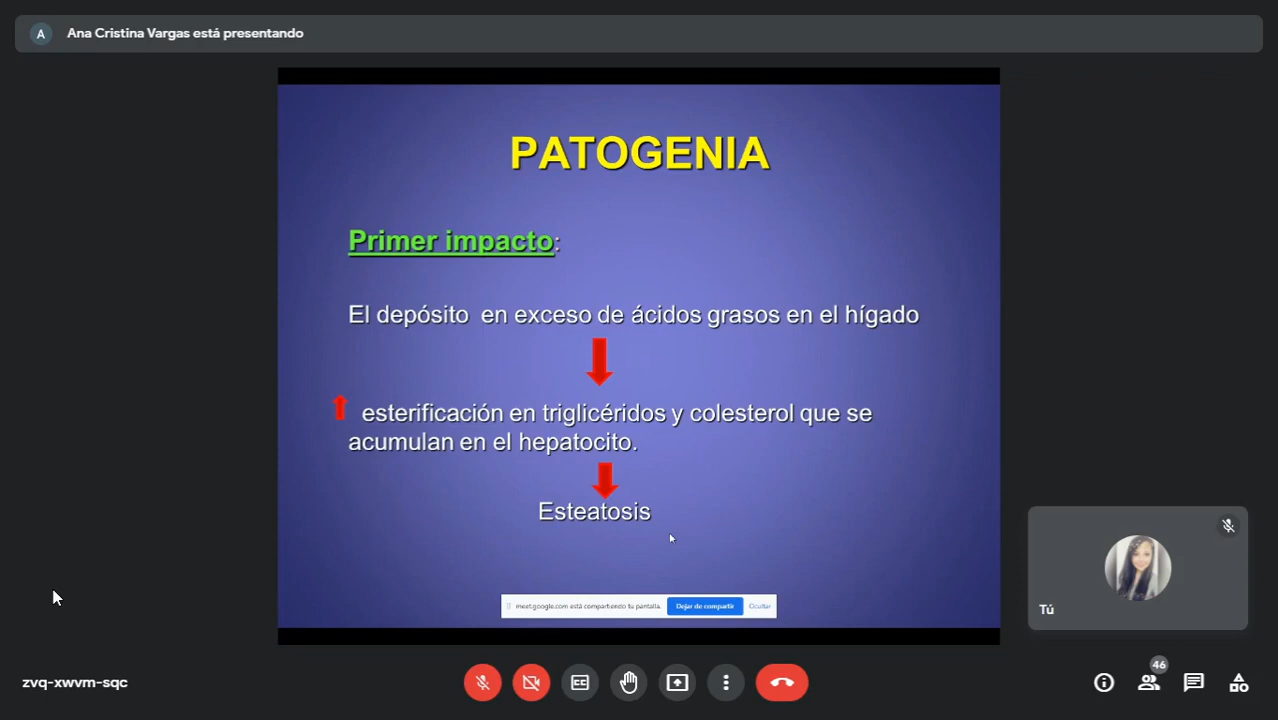 A
Ana Cristina Vargas está presentando
PATOGENIA
Primer impacto:
El depósito en exceso de ácidos grasos en el hígado
esterificación en triglicéridos y colesterol que se
acumulan en el hepatocito.
Esteatosis
meet.google.com está compartiendo tu pantalla. Dejar de compartir Ocultar
Tú
zvq-xwvm-sqc
CC
46